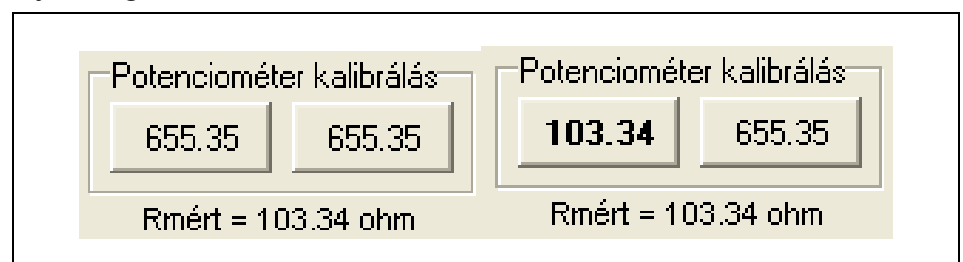 Potenciométer kalibrálás
655.35 655.35
Rmért = 103.34 ohm
Potenciométer kalibrálás
103.34 655.35
Rmért = 103.34 ohm